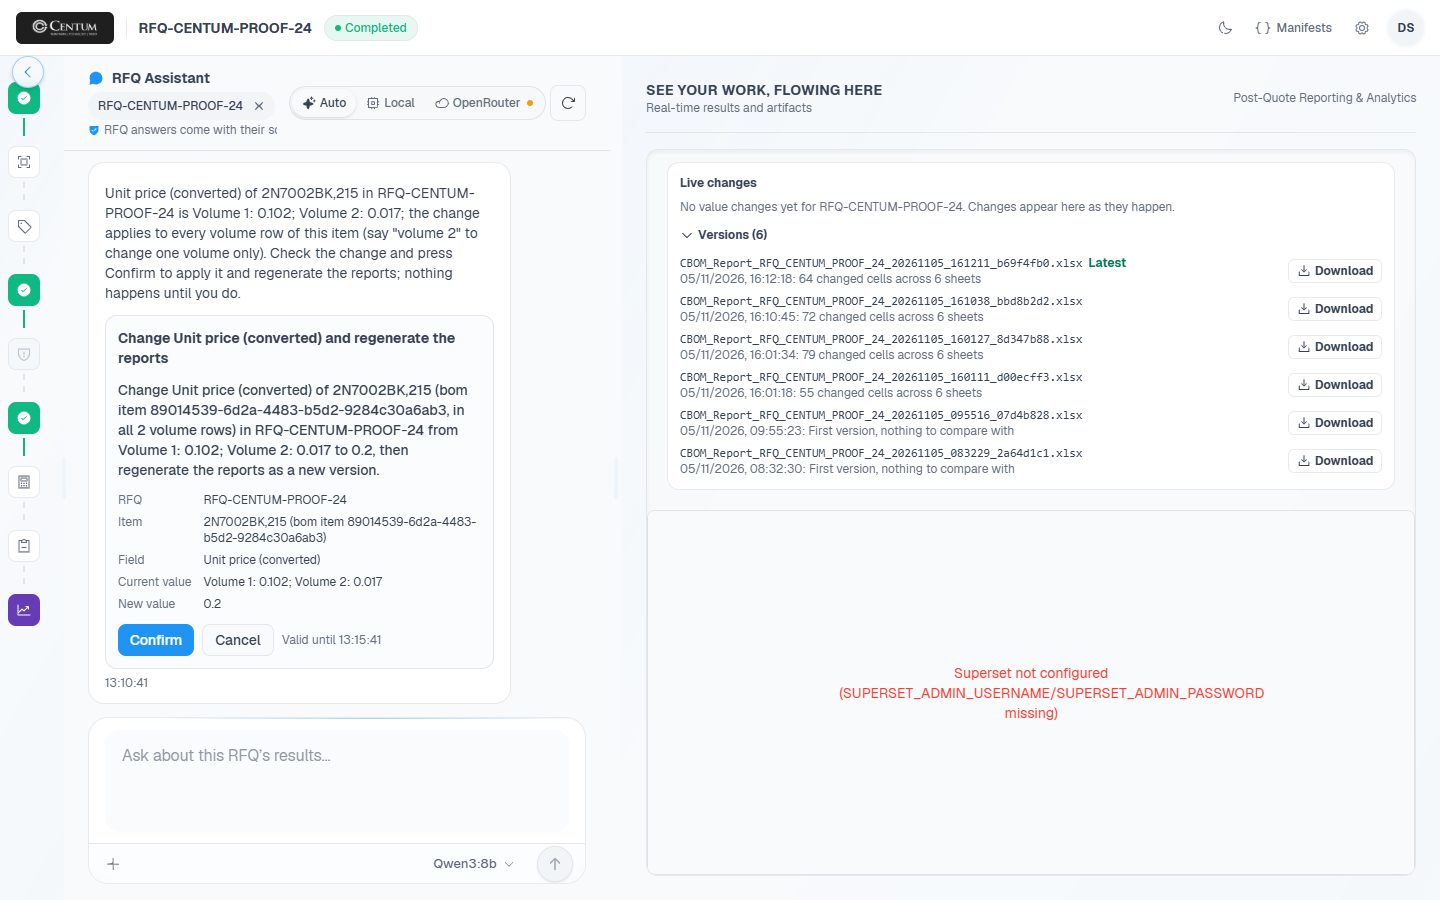 CENTUM
RFQ-CENTUM-PROOF-24
Completed
Manifests
DS
RFQ Assistant
RFQ-CENTUM-PROOF-24
Auto
Local
OpenRouter
RFQ answers come with their so
Unit price (converted) of 2N7002BK,215 in RFQ-CENTUM-
PROOF-24 is Volume 1: 0.102; Volume 2: 0.017; the change
applies to every volume row of this item (say "volume 2" to
change one volume only). Check the change and press
Confirm to apply it and regenerate the reports; nothing
happens until you do.
Change Unit price (converted) and regenerate the
reports
Change Unit price (converted) of 2N7002BK,215 (bom
item 89014539-6d2a-4483-b5d2-9284c30a6ab3, in
all 2 volume rows) in RFQ-CENTUM-PROOF-24 from
Volume 1: 0.102; Volume 2: 0.017 to 0.2, then
regenerate the reports as a new version.
RFQ RFQ-CENTUM-PROOF-24
Item 2N7002BK,215 (bom item 89014539-6d2a-4483-
b5d2-9284c30a6ab3)
Field Unit price (converted)
Current value Volume 1: 0.102; Volume 2: 0.017
New value 0.2
Confirm Cancel Valid until 13:15:41
13:10:41
Ask about this RFQ's results...
Qwen3:8b
SEE YOUR WORK, FLOWING HERE
Real-time results and artifacts
Post-Quote Reporting & Analytics
Live changes
No value changes yet for RFQ-CENTUM-PROOF-24. Changes appear here as they happen.
Versions (6)
CBOM_Report_RFQ_CENTUM_PROOF_24_20261105_161211_b69f4fb0.xlsx Latest
05/11/2026, 16:12:18: 64 changed cells across 6 sheets
Download
CBOM_Report_RFQ_CENTUM_PROOF_24_20261105_161038_bbd8b2d2.xlsx
05/11/2026, 16:10:45: 72 changed cells across 6 sheets
Download
CBOM_Report_RFQ_CENTUM_PROOF_24_20261105_160127_8d347b88.xlsx
05/11/2026, 16:01:34: 79 changed cells across 6 sheets
Download
CBOM_Report_RFQ_CENTUM_PROOF_24_20261105_160111_d00ecff3.xlsx
05/11/2026, 16:01:18: 55 changed cells across 6 sheets
Download
CBOM_Report_RFQ_CENTUM_PROOF_24_20261105_095516_07d4b828.xlsx
05/11/2026, 09:55:23: First version, nothing to compare with
Download
CBOM_Report_RFQ_CENTUM_PROOF_24_20261105_083229_2a64d1c1.xlsx
05/11/2026, 08:32:30: First version, nothing to compare with
Download
Superset not configured
(SUPERSET_ADMIN_USERNAME/SUPERSET_ADMIN_PASSWORD
missing)